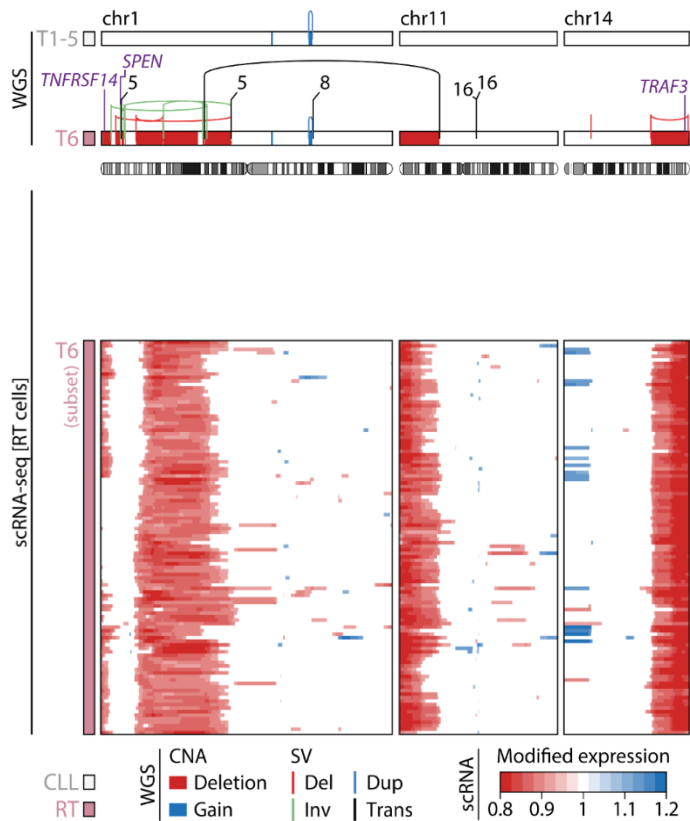 chr1 chr11 chr14
T1-5
WGS
SPEN
TNFRSF14 5 5 8 16 16 TRAF3
T6
scRNA-seq [RT cells]
T6
(subset)
CNA SV Modified expression
CLL WGS Deletion Del Dup scRNA
RT Gain Inv Trans 0.8 0.9 1 1.1 1.2